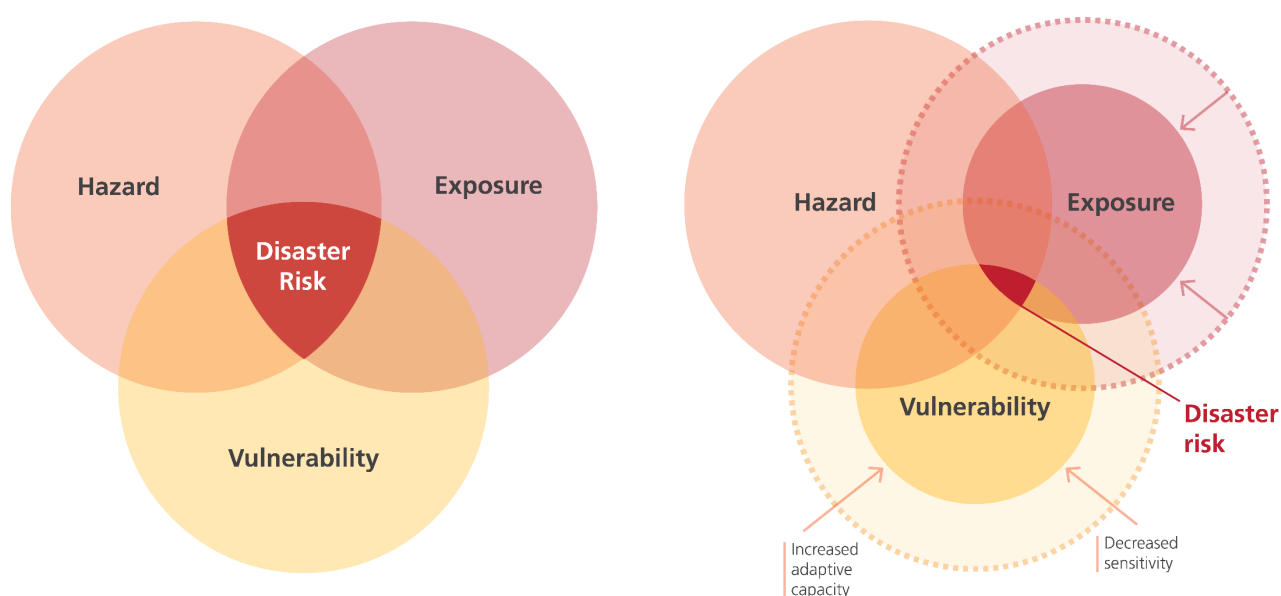 Hazard
Exposure
Disaster
Risk
Vulnerability
Hazard
Exposure
Vulnerability
Disaster
risk
Increased
adaptive
capacity
Decreased
sensitivity